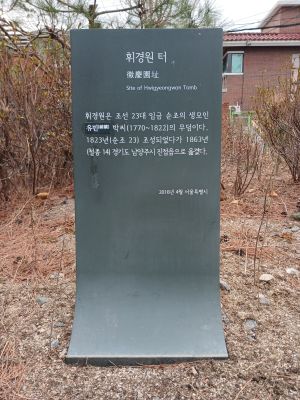 휘경원 터
徽慶園址
Site of Hwigyeongwon Tomb
휘경원은 조선 23대 임금 순조의 생모인
박씨(1770~1822)의 무덤이다.
1823년(순조 23) 조성되었다가 1863년
(철종 14) 경기도 남양주시 진접읍으로 옮겼다.
2018년 4월 서울특별시